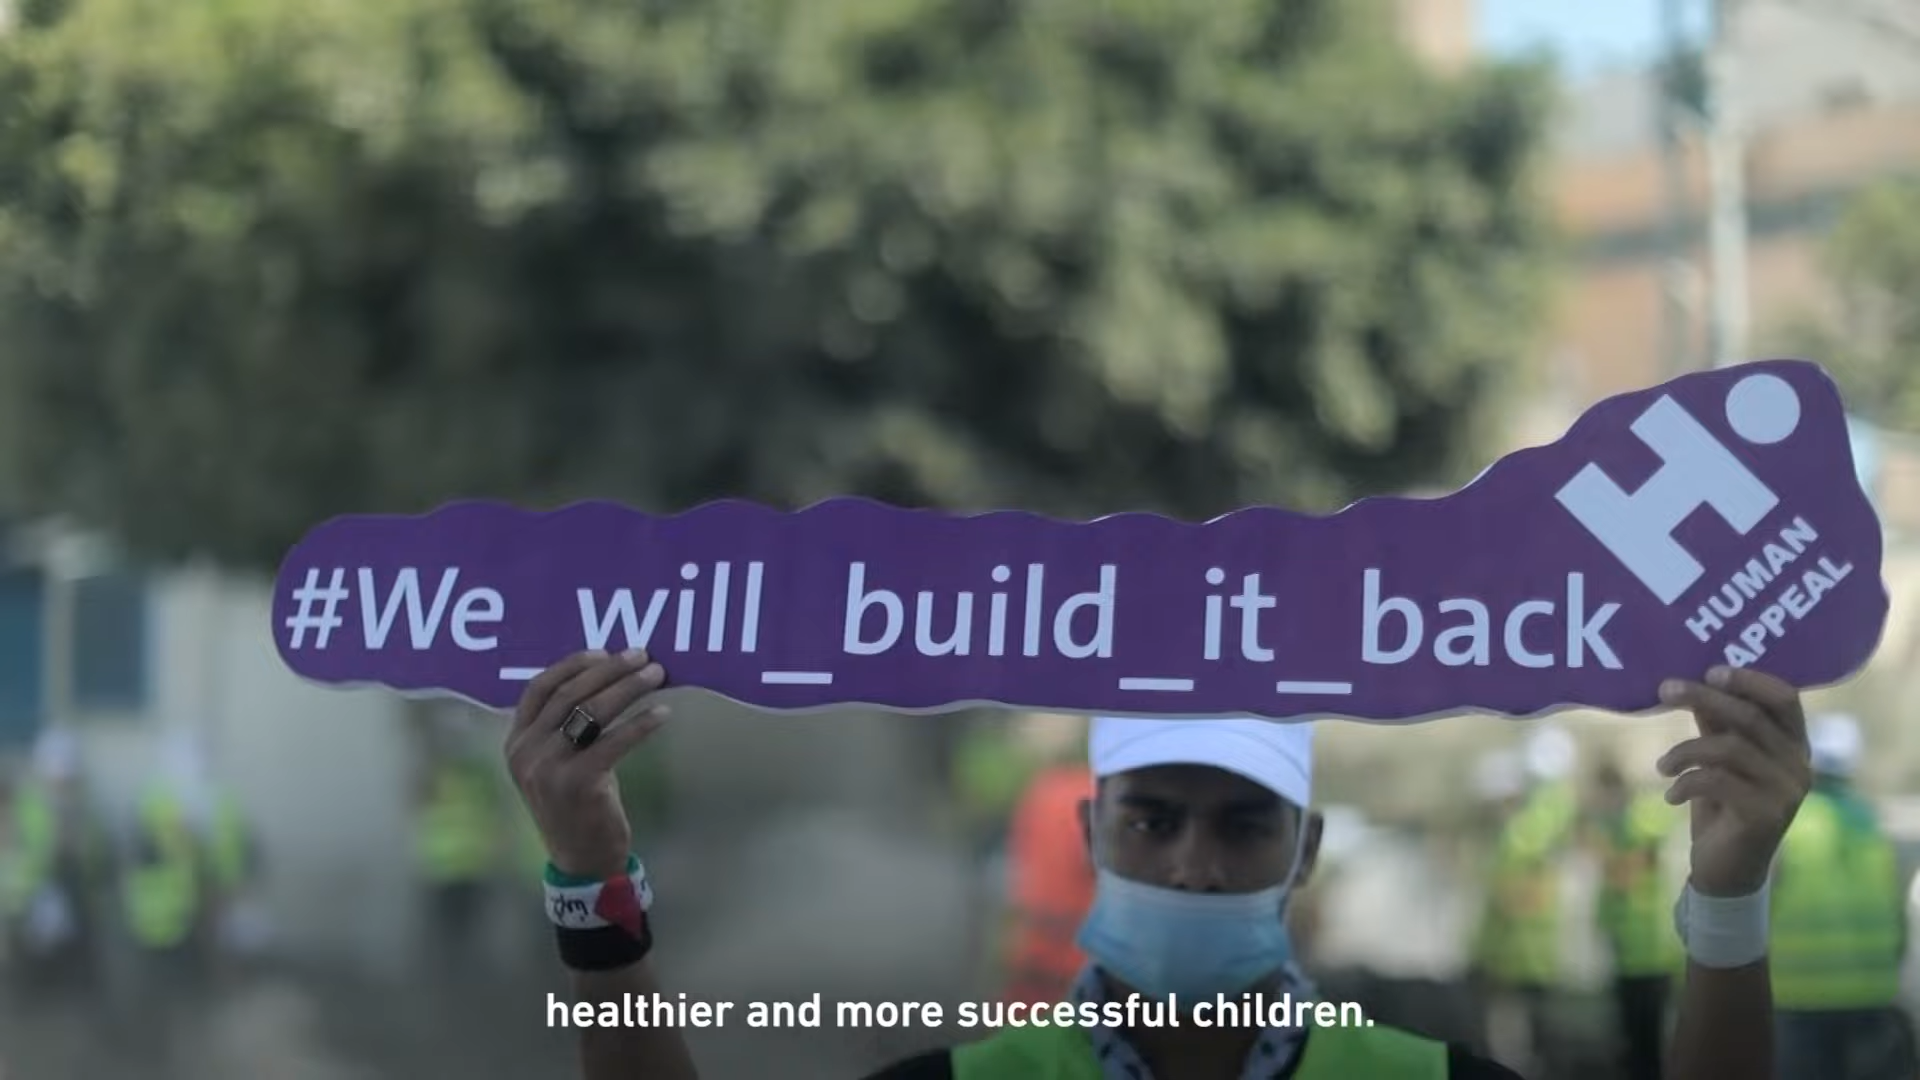 #We_will_build_it_back
HUMAN
APPEAL
healthier and more successful children.